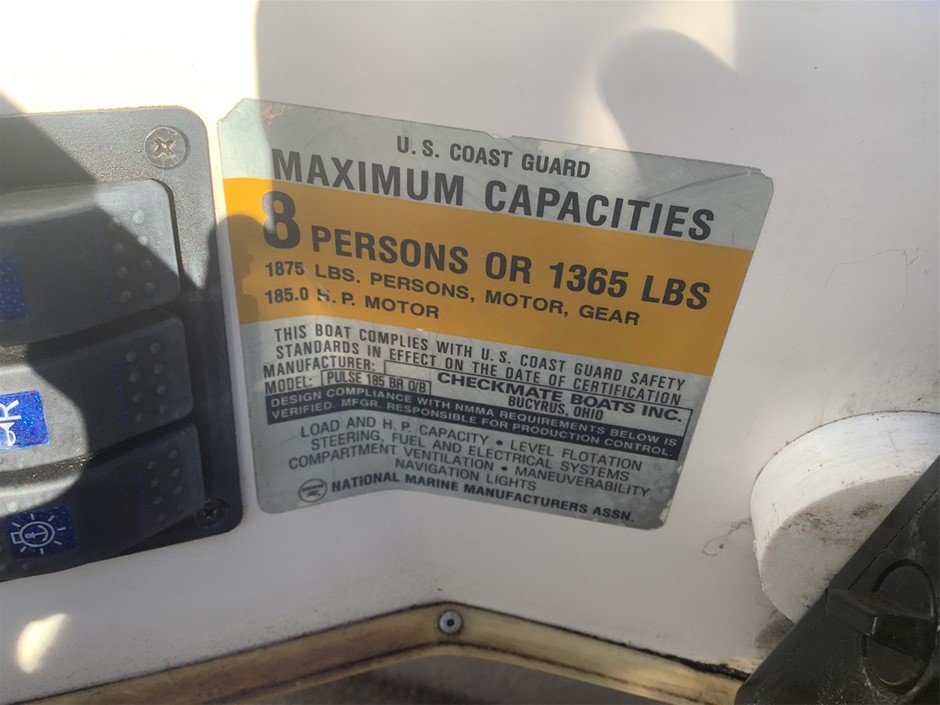 U.S. COAST GUARD
MAXIMUM CAPACITIES
8 PERSONS OR 1365 LBS
1875 LBS. PERSONS, MOTOR, GEAR
185.0 H.P. MOTOR
THIS BOAT COMPLIES WITH U.S. COAST GUARD SAFETY
STANDARDS IN EFFECT ON THE DATE OF CERTIFICATION
MANUFACTURER: CHECKMATE BOATS INC.
BUCYRUS, OHIO
MODEL: PULSE 185 BR O/B
DESIGN COMPLIANCE WITH NMMA REQUIREMENTS BELOW IS
VERIFIED. MFGR. RESPONSIBLE FOR PRODUCTION CONTROL.
LOAD AND H.P. CAPACITY • LEVEL FLOTATION
STEERING, FUEL AND ELECTRICAL SYSTEMS
COMPARTMENT VENTILATION • MANEUVERABILITY
NAVIGATION LIGHTS
NATIONAL MARINE MANUFACTURERS ASSN.